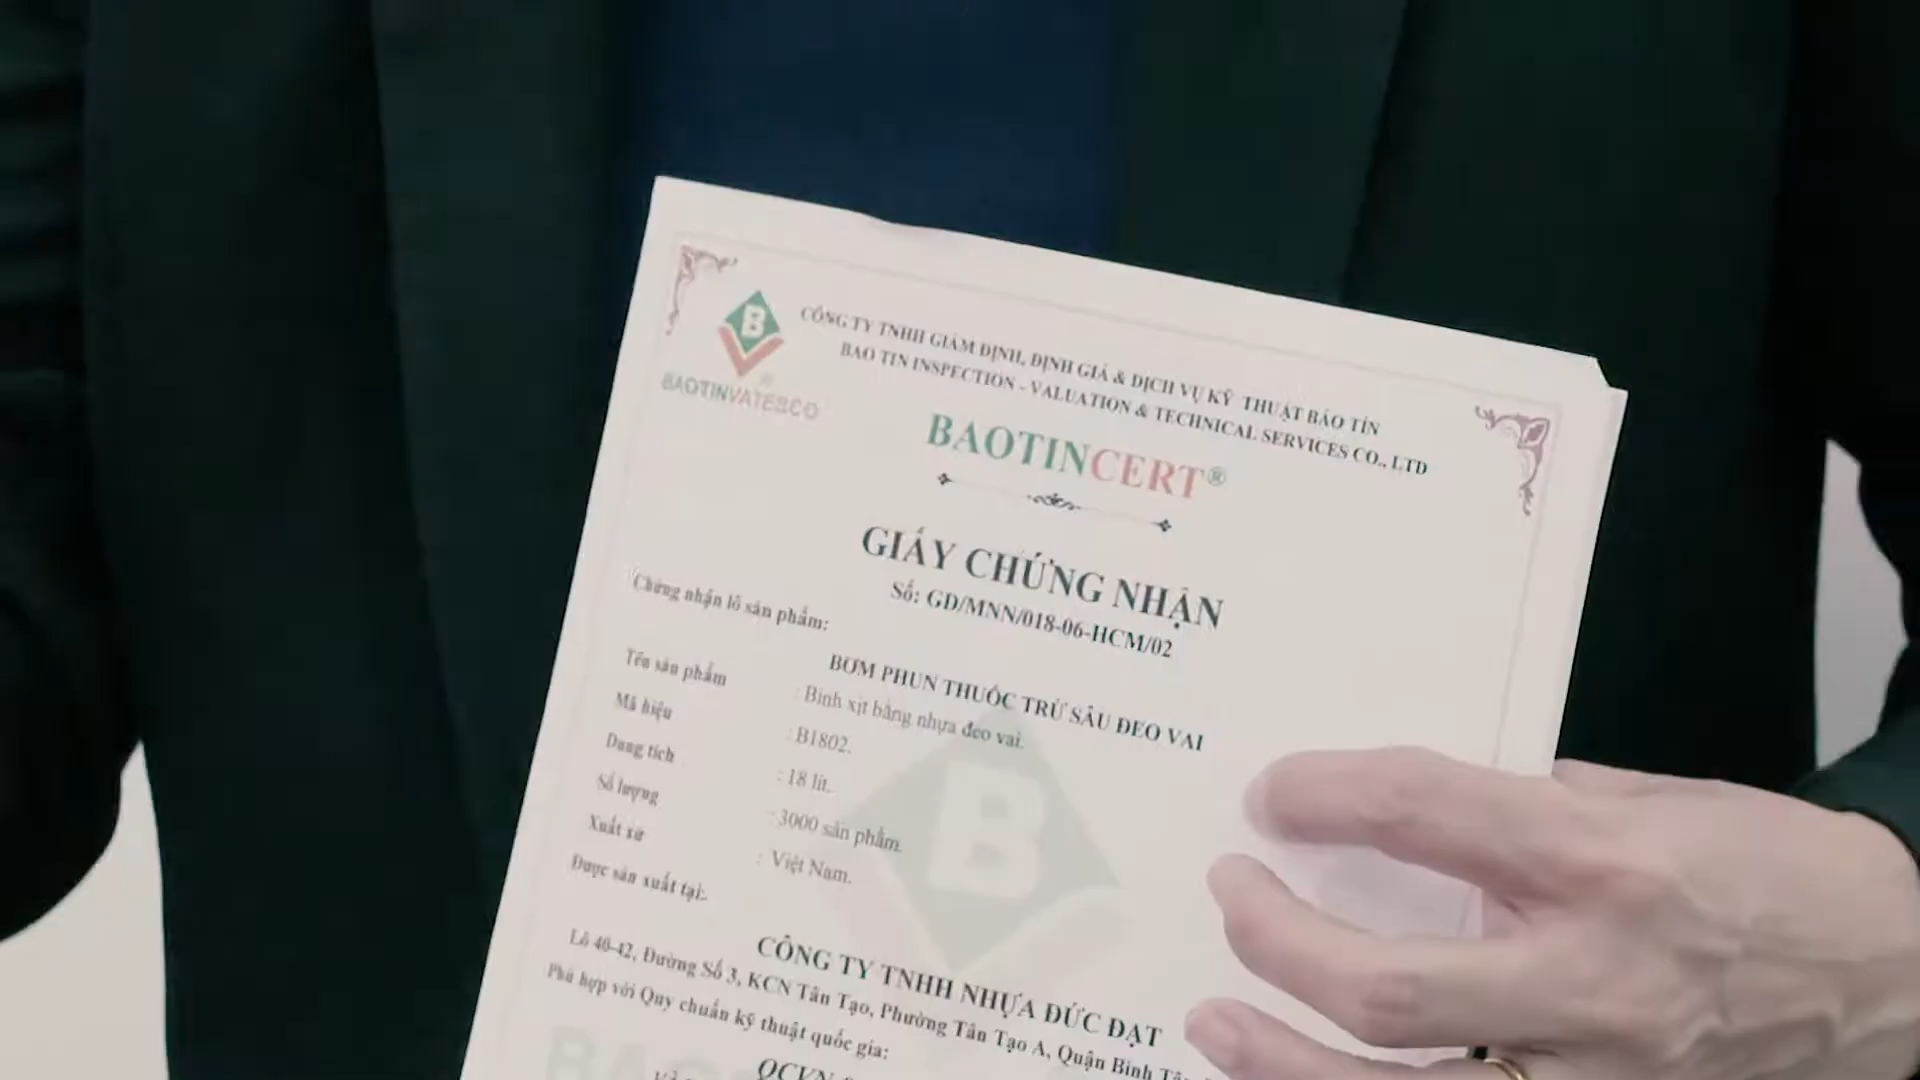 B
BAOTINVATESCO
CÔNG TY TNHH GIÁM ĐỊNH, ĐỊNH GIÁ & DỊCH VỤ KỸ THUẬT BẢO TÍN
BAO TIN INSPECTION - VALUATION & TECHNICAL SERVICES CO., LTD
BAOTINCERT®
GIẤY CHỨNG NHẬN
Số: GD/MNN/018-06-HCM/02
Chứng nhận lô sản phẩm:
BƠM PHUN THUỐC TRỪ SÂU ĐEO VAI
Tên sản phẩm : Bình xịt bằng nhựa đeo vai.
Mã hiệu : B1802.
Dung tích : 18 lít.
Số lượng : 3000 sản phẩm.
Xuất sứ : Việt Nam.
Được sản xuất tại:
CÔNG TY TNHH NHỰA ĐỨC ĐẠT
Lô 40-42, Đường Số 3, KCN Tân Tạo, Phường Tân Tạo A, Quận Bình
Phù hợp với Quy chuẩn kỹ thuật quốc gia:
QCVN